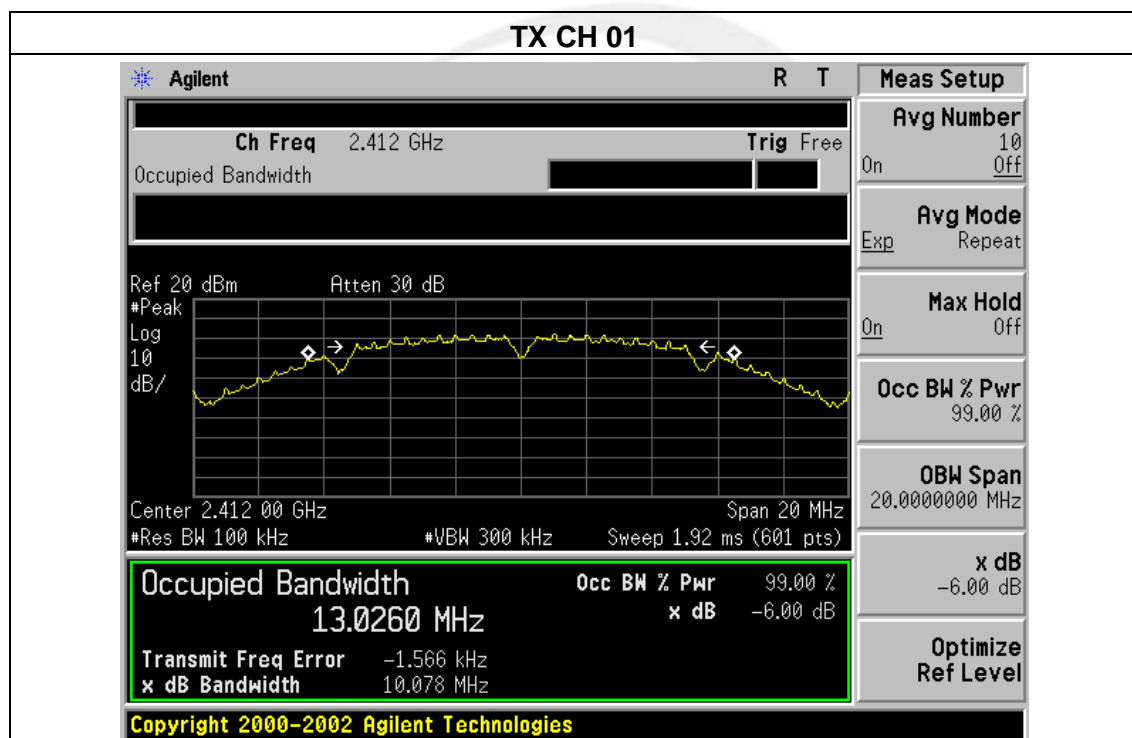 TX CH 01
Agilent R T
Ch Freq 2.412 GHz Trig Free
Occupied Bandwidth
Ref 20 dBm Atten 30 dB
#Peak
Log
10
dB/
Center 2.412 00 GHz Span 20 MHz
#Res BW 100 kHz #VBW 300 kHz Sweep 1.92 ms (601 pts)
Occupied Bandwidth Occ BW % Pwr 99.00 %
13.0260 MHz x dB -6.00 dB
Transmit Freq Error -1.566 kHz
x dB Bandwidth 10.078 MHz
Copyright 2000-2002 Agilent Technologies
Meas Setup
Avg Number
10
On Off
Avg Mode
Exp Repeat
Max Hold
On Off
Occ BW % Pwr
99.00 %
OBW Span
20.0000000 MHz
x dB
-6.00 dB
Optimize
Ref Level